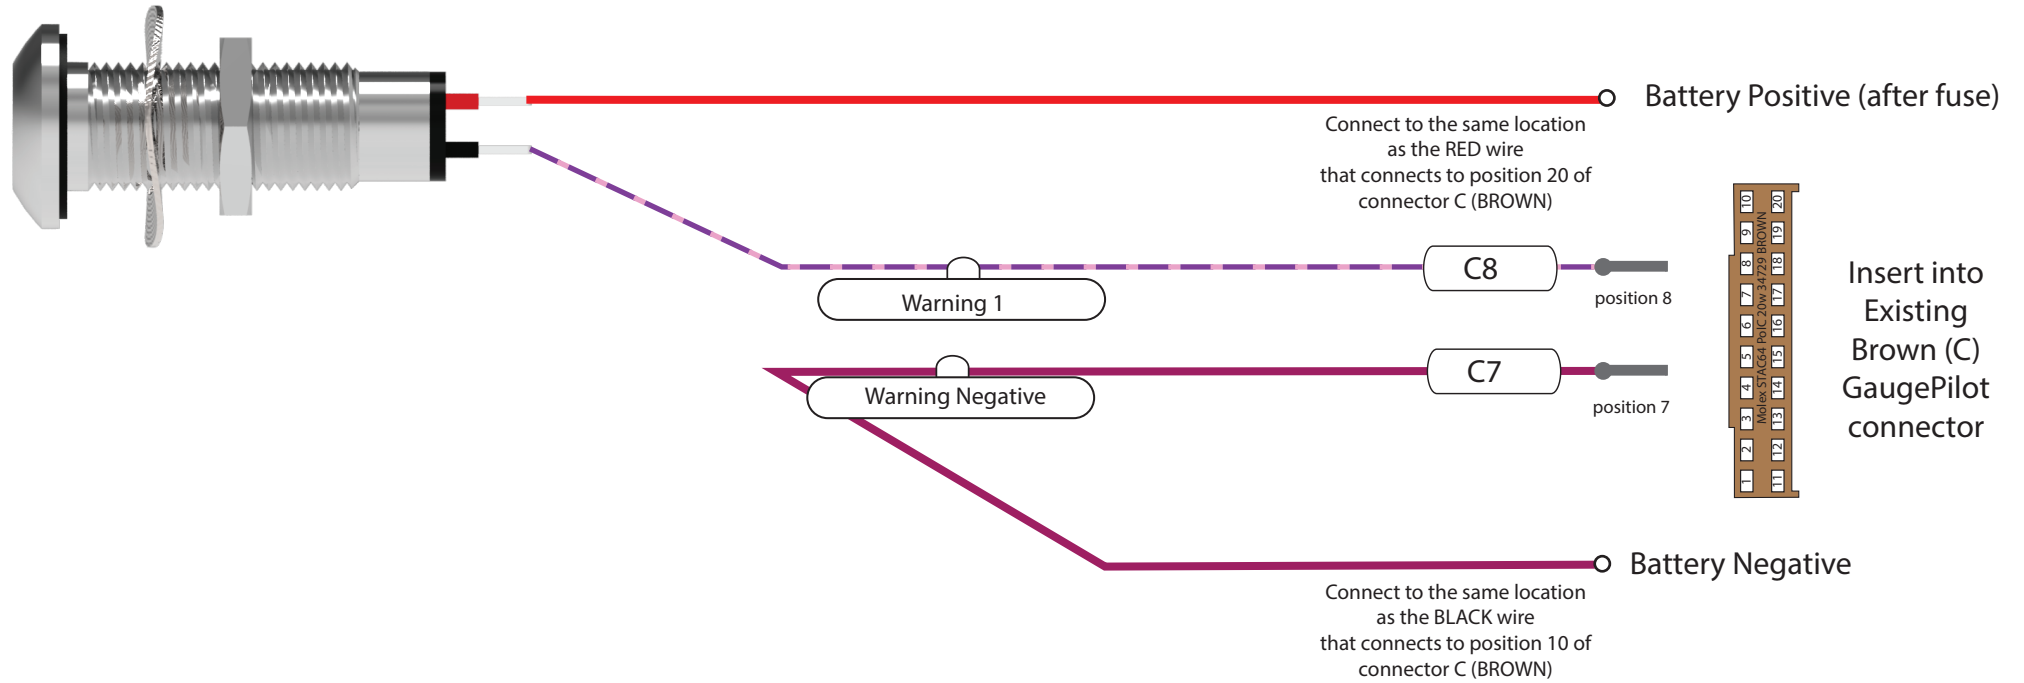 Battery Positive (after fuse)
Connect to the same location
as the RED wire
that connects to position 20 of
connector C (BROWN)
C8
position 8
Warning 1
C7
position 7
Warning Negative
10 20
9 19
8 18
7 17
6 16
5 15
4 14
3 13
2 12
1 11
Molex STAC64 PolC 20w 34729 BROWN
Insert into
Existing
Brown (C)
GaugePilot
connector
Battery Negative
Connect to the same location
as the BLACK wire
that connects to position 10 of
connector C (BROWN)